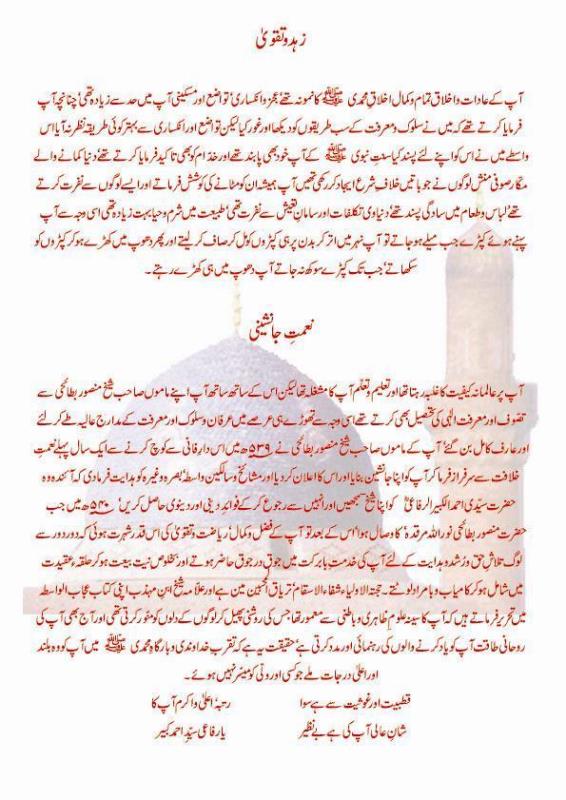 زہد و تقویٰ
آپ کے عادات و اخلاق تمام و کمال اخلاقِ محمدی ﷺ کا نمونہ تھے‘ عجز و انکساری‘ تواضع اور مسکینی آپ میں حد سے زیادہ تھی‘ چنانچہ آپ
فرمایا کرتے تھے کہ میں نے سلوک و معرفت کے سب طریقوں کو دیکھا اور غور کیا لیکن تواضع اور انکساری سے بہتر کوئی طریقہ نظر نہ آیا اس
واسطے میں نے اس کو اپنے لئے پسند کیا سنتِ نبوی ﷺ کے آپ خود بھی پابند تھے اور خدّام کو بھی تاکید فرمایا کرتے تھے‘ دنیا کمانے والے
مکّار صوفی منش لوگوں نے جو باتیں خلافِ شرع ایجاد کر رکھی تھیں آپ ہمیشہ ان کو مٹانے کی کوشش فرماتے اور ایسے لوگوں سے نفرت کرتے
تھے‘ لباس و طعام میں سادگی پسند تھے‘ دنیاوی تکلفات اور سامانِ تعیش سے نفرت تھی‘ طبیعت میں شرم و حیا بہت زیادہ تھی اسی وجہ سے آپ
پہنے ہوئے کپڑے جب میلے ہو جاتے تو آپ نہر میں اتر کر بدن پر ہی کپڑوں کو مل کر صاف کر لیتے اور پھر دھوپ میں کھڑے ہو کر کپڑوں کو
سکھاتے‘ جب تک کپڑے سوکھ نہ جاتے آپ دھوپ میں ہی کھڑے رہتے۔
نعمتِ جانشینی
آپ پر عالمانہ کیفیت کا غلبہ رہتا تھا اور تعلیم و تعلم آپ کا مشغلہ تھا لیکن اس کے ساتھ ساتھ آپ اپنے ماموں صاحب شیخ منصور بطائحیؒ سے
تصوف اور معرفت الٰہی کی تحصیل بھی کرتے تھے اسی وجہ سے تھوڑے ہی عرصے میں عرفان و سلوک اور معرفت کے مدارج عالیہ طے کر لئے
اور عارف کامل بن گئے‘ آپ کے ماموں صاحب شیخ منصور بطائحیؒ نے ۵۳۹ھ میں اس دار فانی سے کوچ کرنے سے ایک سال پہلے نعمتِ
خلافت سے سرفراز فرما کر آپ کو اپنا جانشین بنایا اور اس کا اعلان کر دیا اور مشائخ و سالکین واسطہ‘ بصرہ وغیرہ کو ہدایت فرما دی کہ آئندہ وہ
حضرت سیّدی احمد الکبیر الرفاعیؒ کو اپنا شیخ سمجھیں اور انہیں سے رجوع کر کے فوائد دینی اور دنیوی حاصل کریں‘ ۵۴۰ھ میں جب
حضرت منصور بطائحی نور اللہ مرقدہٗ کا وصال ہوا‘ اس کے بعد تو آپ کے فضل و کمال‘ ریاضت و تقویٰ کی اس قدر شہرت ہوئی کہ دور دور سے
لوگ تلاشِ حق و رُشد و ہدایت کے لئے آپ کی خدمتِ بابرکت میں جوق در جوق حاضر ہوتے اور بخلوص نیت بیعت ہو کر حلقہ عقیدت
میں شامل ہو کر کامیاب و بامراد لوٹتے۔ حجۃ الاولیاء شفاء الاسقام‘ تریاق المحبین میں ہے اور علّامہ شیخ ابن مہذب اپنی کتاب عجاب الواسطہ
میں تحریر فرماتے ہیں کہ آپ کا سینہ علوم ظاہری و باطنی سے معمور تھا جس کی روشنی پھیل کر لوگوں کے دلوں کو منوّر کرتی تھی اور آج بھی آپ کی
روحانی طاقت آپ کو یاد کرنے والوں کی رہنمائی اور مدد کرتی ہے‘ حقیقت یہ ہے کہ تقربِ خداوندی و بارگاہِ محمدی ﷺ میں آپ کو وہ بلند
اور اعلیٰ درجات ملے جو کسی اور ولی کو میسّر نہیں ہوئے۔
قطبیت اور غوثیت سے ہے سوا رتبۂ اعلیٰ و اکرم آپ کا
شانِ عالی آپ کی ہے بے نظیر یا رفاعی سیّدِ احمد کبیر